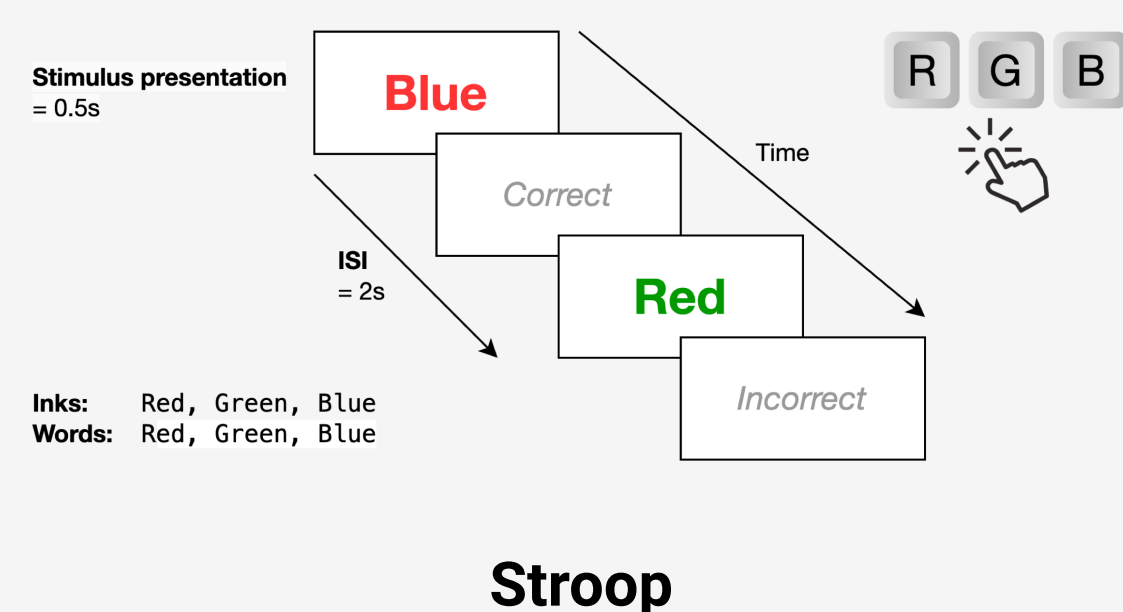 Stimulus presentation
= 0.5s
Blue
R G B
Correct
Time
ISI
= 2s
Red
Incorrect
Inks: Red, Green, Blue
Words: Red, Green, Blue
Stroop